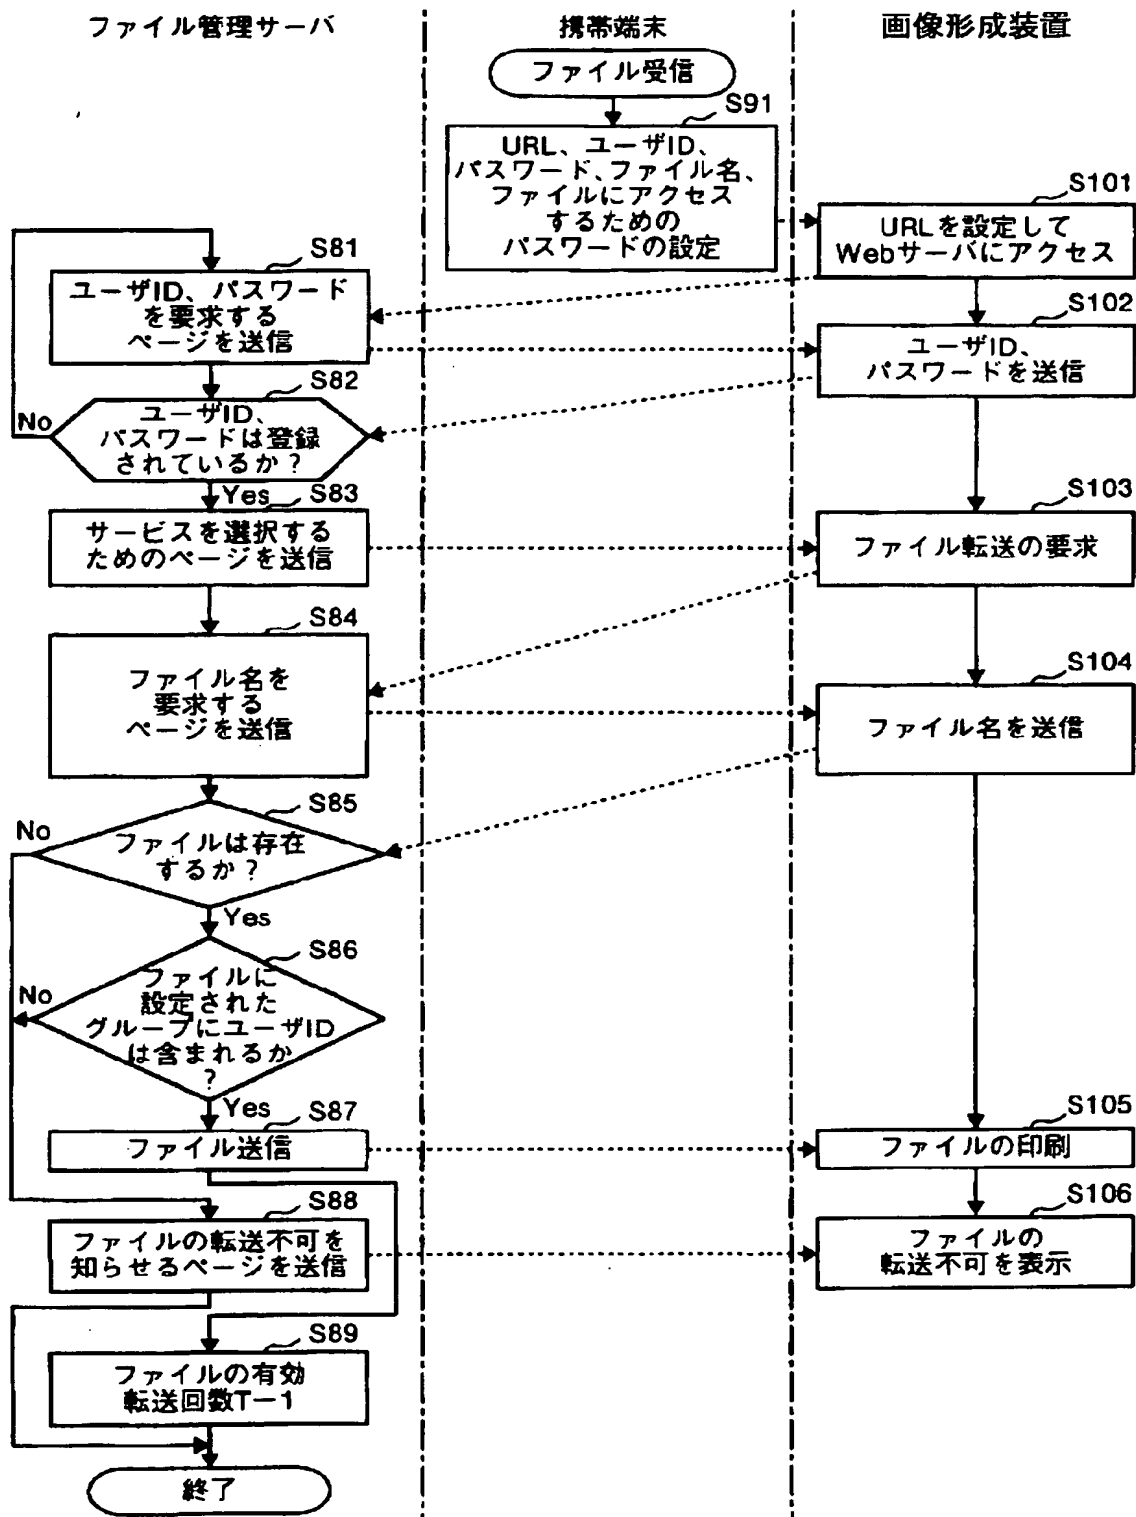 ファイル管理サーバ
携帯端末
画像形成装置
ファイル受信
S91
URL、ユーザID、
パスワード、ファイル名、
ファイルにアクセス
するための
パスワードの設定
S101
URLを設定して
Webサーバにアクセス
S81
ユーザID、パスワード
を要求する
ページを送信
S102
ユーザID、
パスワードを送信
S82
No
ユーザID、
パスワードは登録
されているか？
Yes
S83
サービスを選択する
ためのページを送信
S103
ファイル転送の要求
S84
ファイル名を
要求する
ページを送信
S104
ファイル名を送信
S85
No
ファイルは存在
するか？
Yes
S86
No
ファイルに
設定された
グループにユーザID
は含まれるか
？
Yes
S87
ファイル送信
S105
ファイルの印刷
S88
ファイルの転送不可を
知らせるページを送信
S106
ファイルの
転送不可を表示
S89
ファイルの有効
転送回数T－1
終了